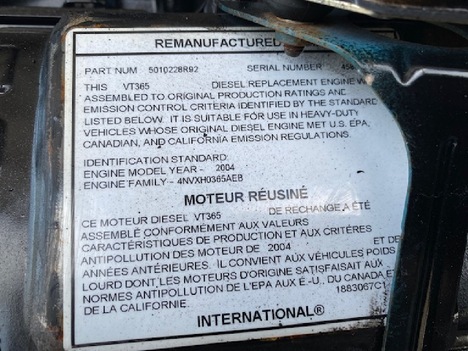 REMANUFACTURED
PART NUM 5010228R92 SERIAL NUMBER 458
THIS VT365 DIESEL REPLACEMENT ENGINE W
ASSEMBLED TO ORIGINAL PRODUCTION RATINGS AND
EMISSION CONTROL CRITERIA IDENTIFIED BY THE STANDAR
LISTED BELOW. IT IS SUITABLE FOR USE IN HEAVY-DUTY
VEHICLES WHOSE ORIGINAL DIESEL ENGINE MET U.S. EPA,
CANADIAN, AND CALIFORNIA EMISSION REGULATIONS.
IDENTIFICATION STANDARD:
ENGINE MODEL YEAR - 2004
ENGINE FAMILY - 4NVXH0365AEB
MOTEUR RÉUSINÉ
CE MOTEUR DIESEL VT365 DE RECHANGE A ÉTÉ
ASSEMBLÉ CONFORMÉMENT AUX VALEURS
CARACTÉRISTIQUES DE PRODUCTION ET AUX CRITÈRES
ANTIPOLLUTION DES MOTEUR DE 2004 ET DE
ANNÉES ANTÉRIEURES. IL CONVIENT AUX VÉHICULES POIDS
LOURD DONT LES MOTEURS D'ORIGINE SATISFAISAIT AUX
NORMES ANTIPOLLUTION DE L'EPA AUX É.-U., DU CANADA ET
DE LA CALIFORNIE. 1883067C1
INTERNATIONAL®